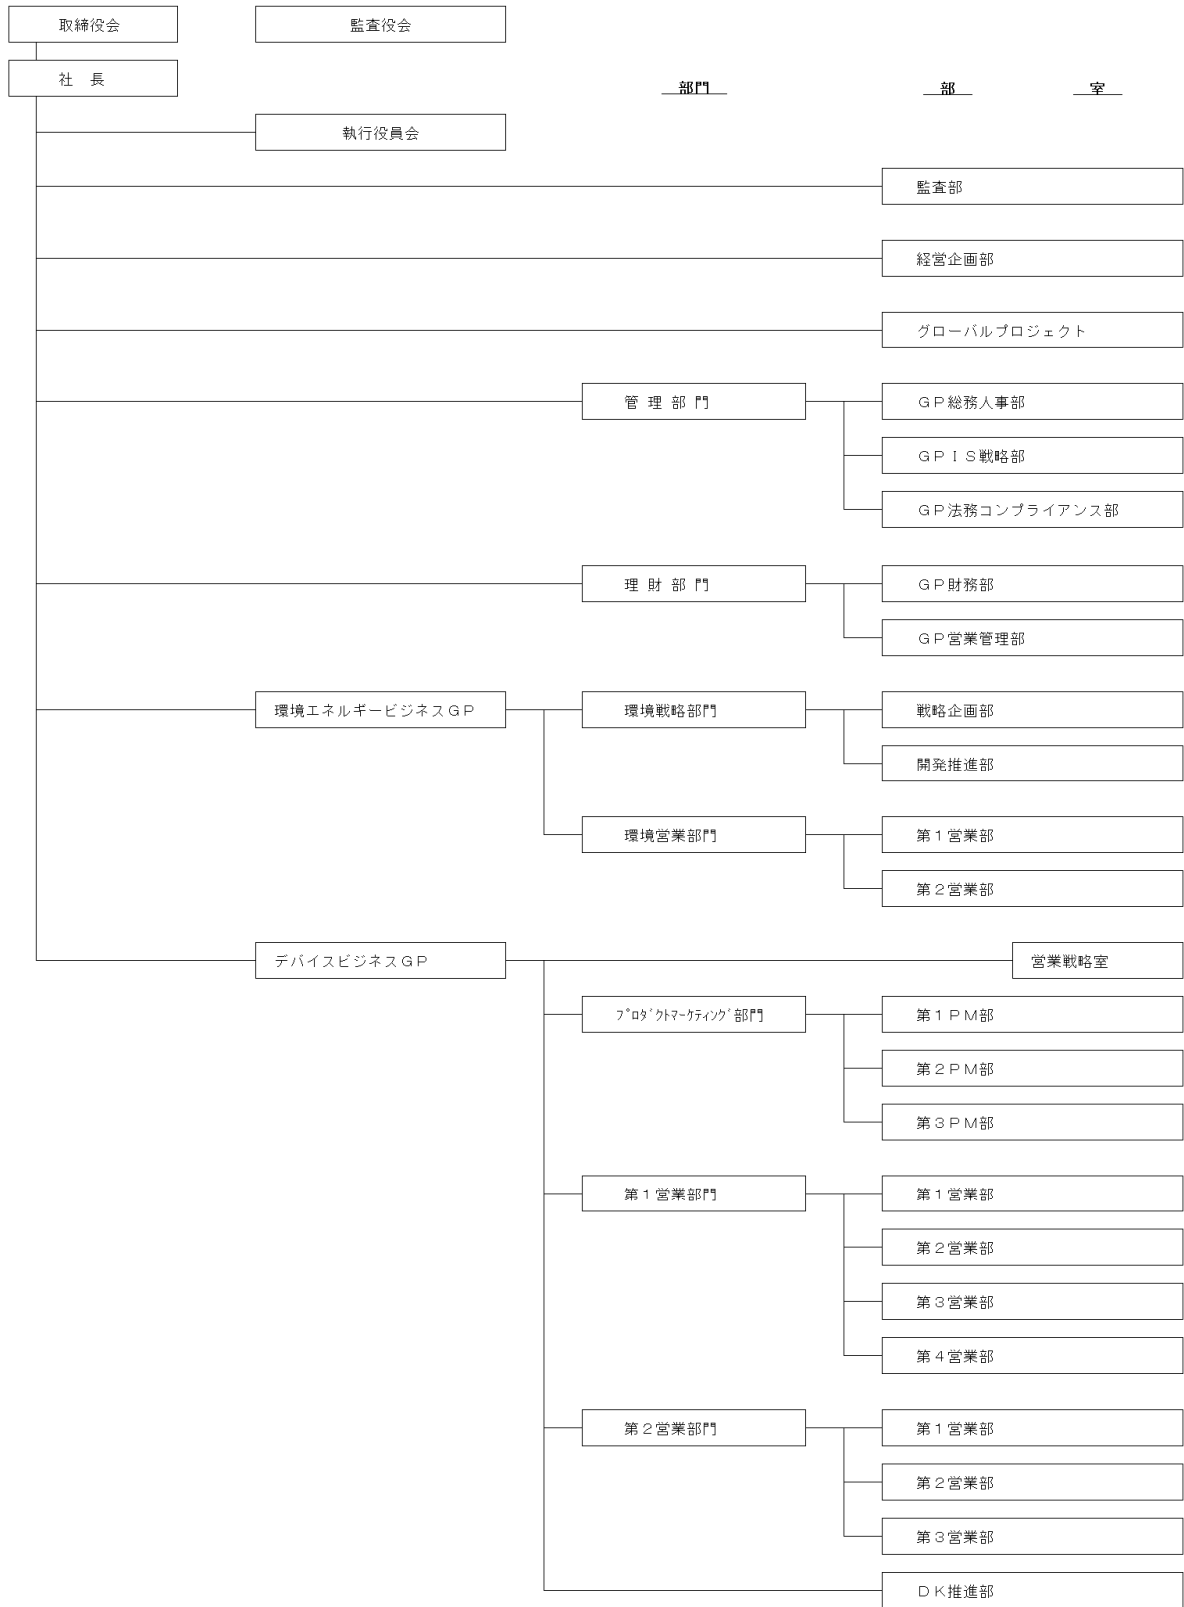 取締役会
監査役会
社　長
部門
部
室
執行役員会
監査部
経営企画部
グローバルプロジェクト
管 理 部 門
ＧＰ総務人事部
ＧＰＩＳ戦略部
ＧＰ法務コンプライアンス部
理 財 部 門
ＧＰ財務部
ＧＰ営業管理部
環境エネルギービジネスＧＰ
環境戦略部門
戦略企画部
開発推進部
環境営業部門
第１営業部
第２営業部
デバイスビジネスＧＰ
営業戦略室
ﾌﾟﾛﾀﾞｸﾄﾏｰｹﾃｨﾝｸﾞ部門
第１ＰＭ部
第２ＰＭ部
第３ＰＭ部
第１営業部門
第１営業部
第２営業部
第３営業部
第４営業部
第２営業部門
第１営業部
第２営業部
第３営業部
ＤＫ推進部